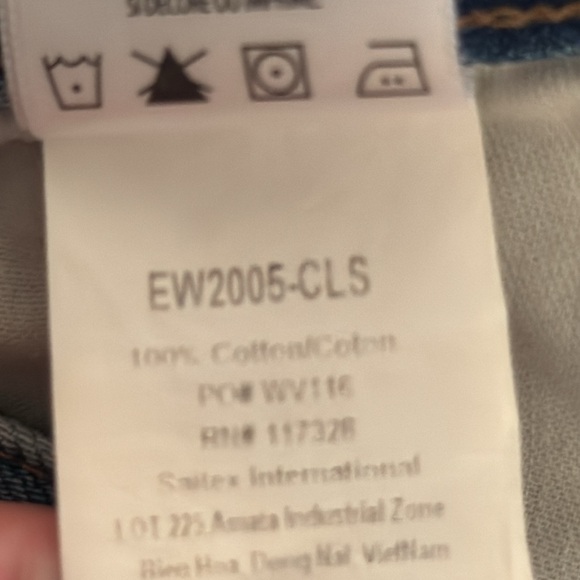 EW2005-CLS
100% Cotton/Coton
PO# WV116
RN# 117328
Saitex International
LOT 225 Amata Industrial Zone
Bien Hoa, Dong Nai, VietNam